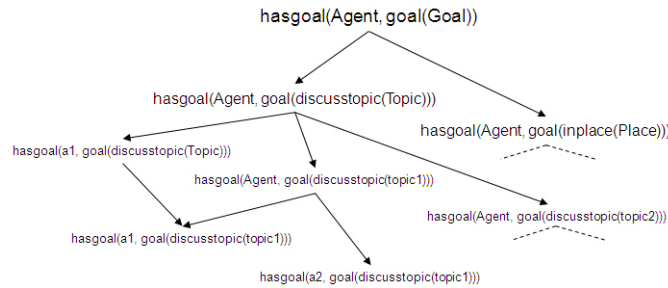 hasgoal(Agent, goal(Goal))
hasgoal(Agent, goal(discusstopic(Topic)))
hasgoal(Agent, goal(inplace(Place)))
hasgoal(a1, goal(discusstopic(Topic)))
hasgoal(Agent, goal(discusstopic(topic1)))
hasgoal(Agent, goal(discusstopic(topic2)))
hasgoal(a1, goal(discusstopic(topic1)))
hasgoal(a2, goal(discusstopic(topic1)))